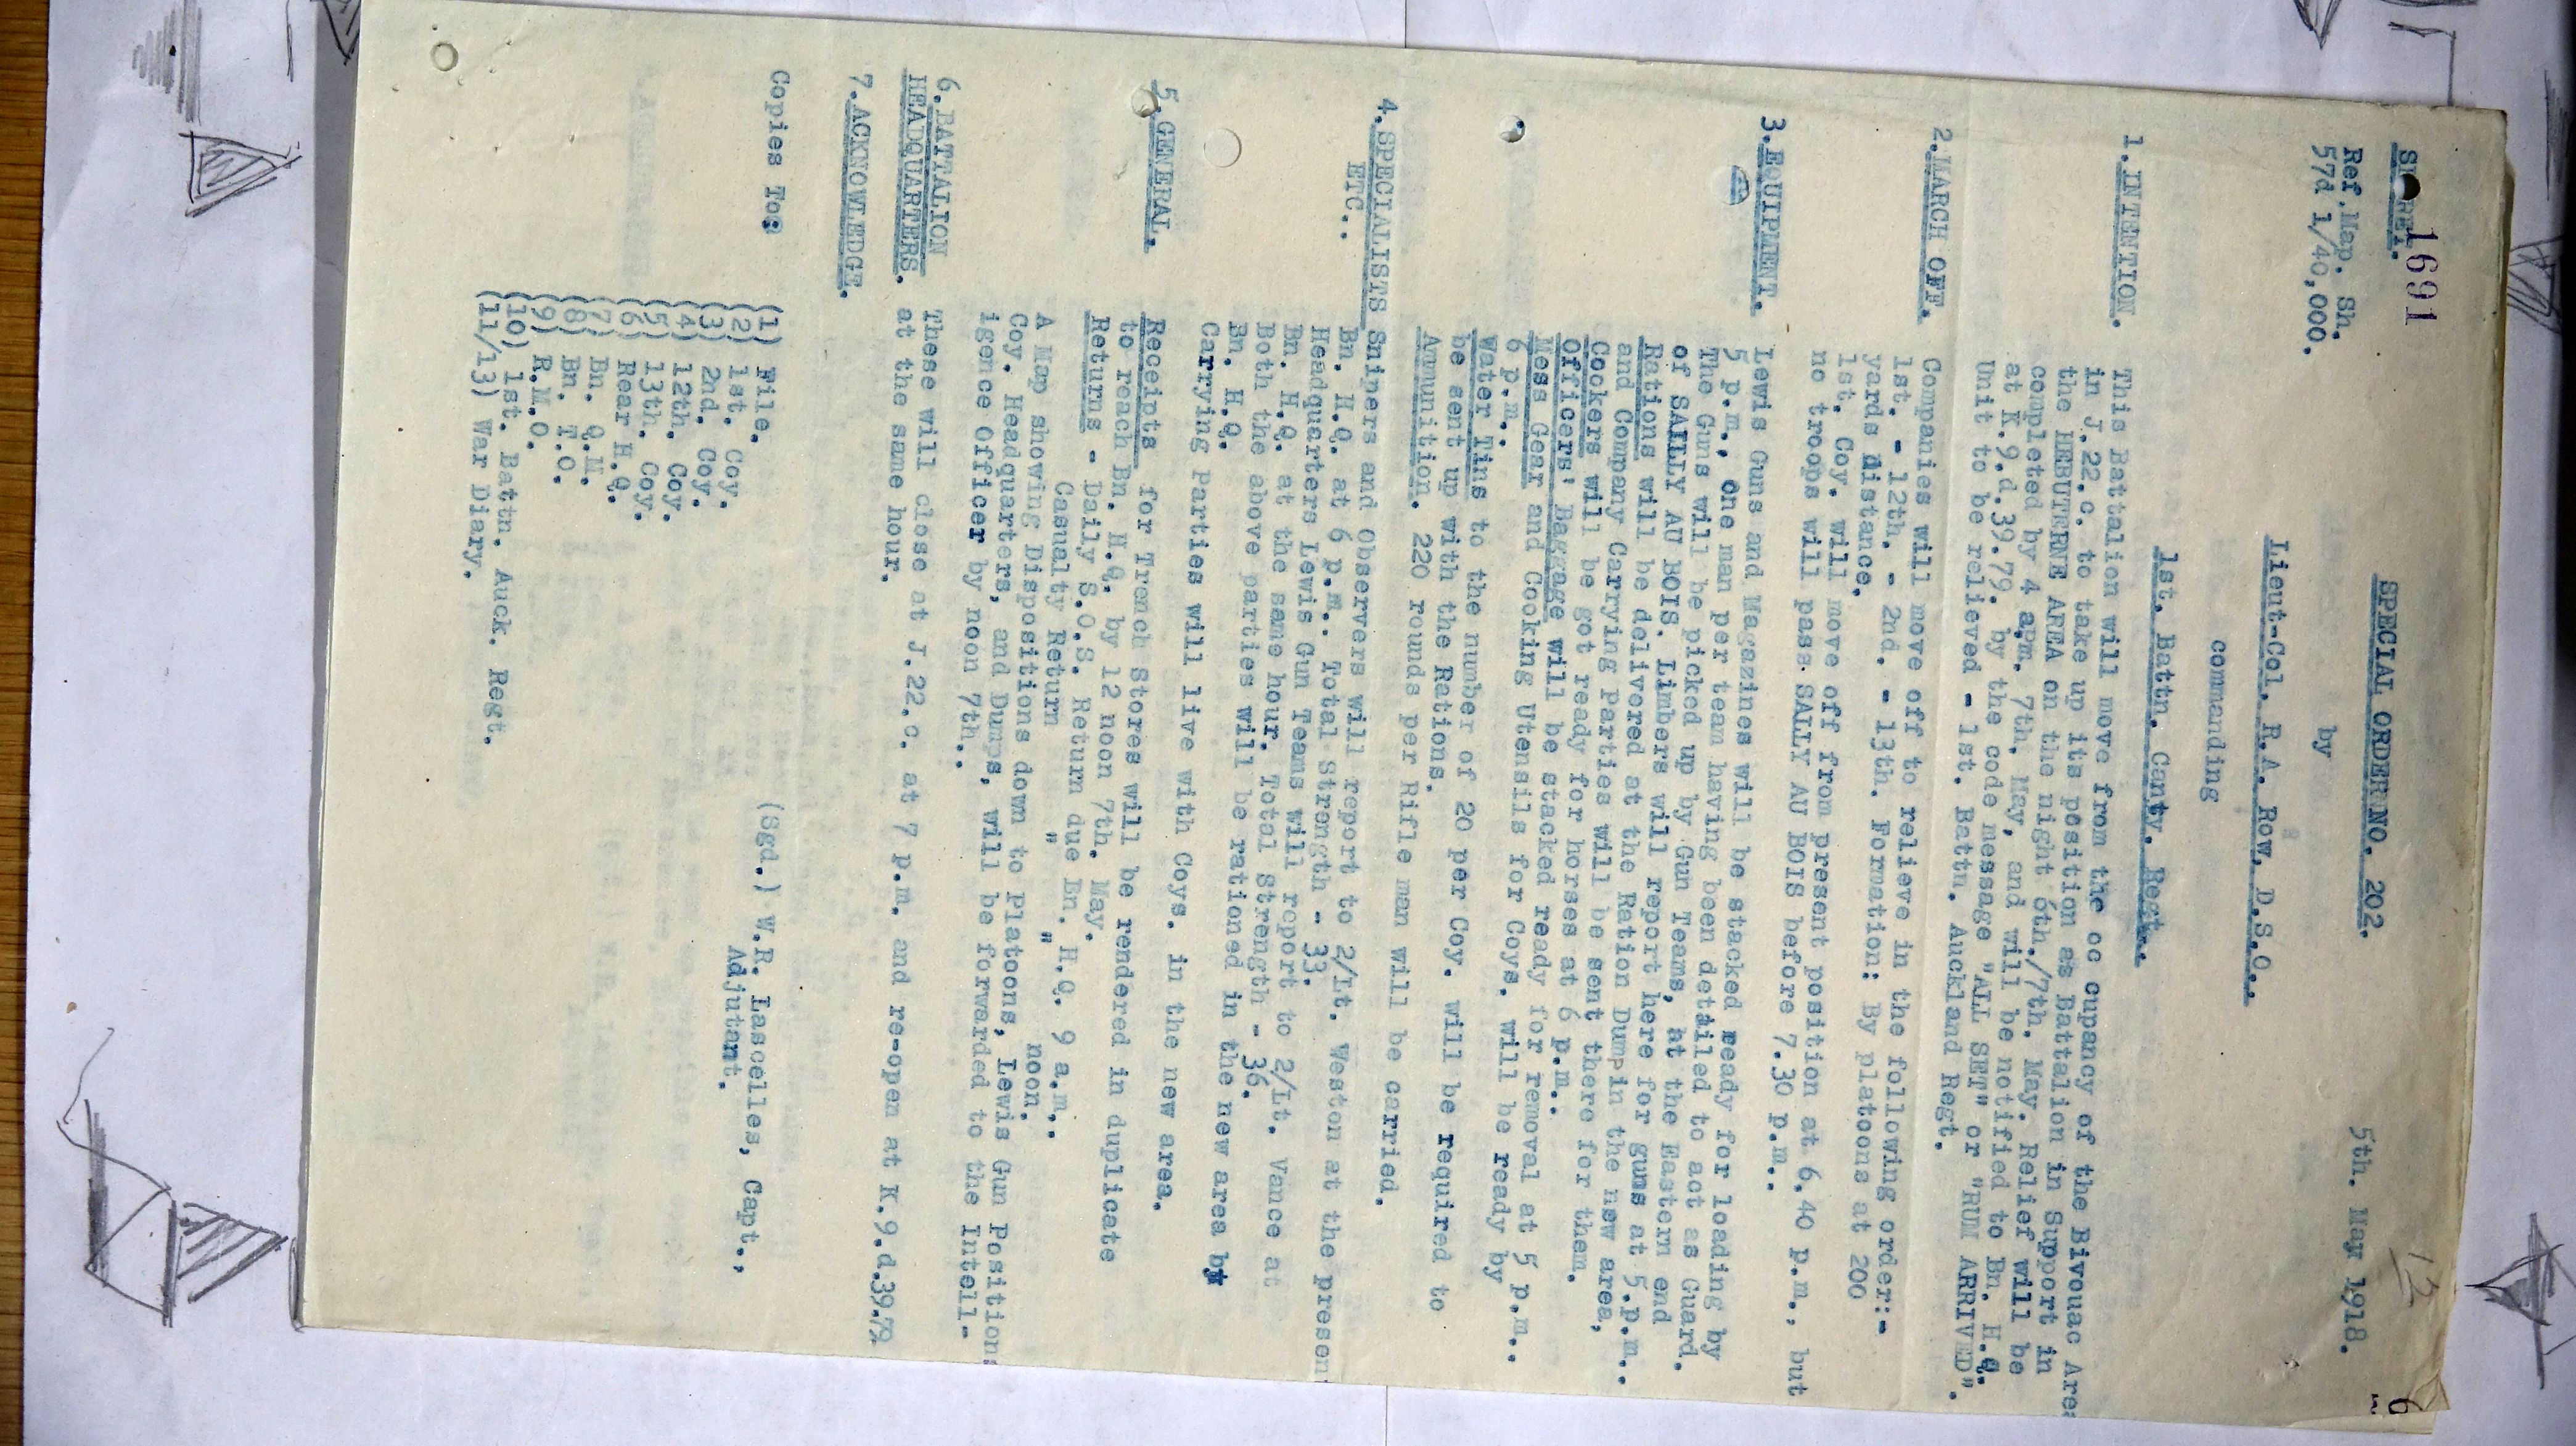 1691
SECRET.
SPECIAL ORDER NO. 202.
12
6
Ref.Map. Sh.
57d 1/40,000.
5th. May 1918.
by
Lieut-Col. R.A. Row. D.S.O..
commanding
1st. Battn. Canty. Regt..
1.INTENTION. This Battalion will move from the oc cupancy of the Bivouac Area
in J.22.c. to take up its position as Battalion in Support in
the HEBUTERNE AREA on the night 6th./7th. May. Relief will be
completed by 4 apm. 7th. May, and will be notified to Bn. H.Q.
at K.9.d.39.79. by the code message "ALL SET" or "RUM ARRIVED".
Unit to be relieved - 1st. Battn. Auckland Regt.
2.MARCH OFF. Companies will move off to relieve in the following order:-
1st. - 12th. - 2nd. - 13th. Formation: By platoons at 200
yards distance.
1st. Coy. will move off from present position at 6.40 p.m., but
no troops will pass SALLY AU BOIS before 7.30 p.m..
3.EQUIPMENT. Lewis Guns and Magazines will be stacked ready for loading by
5 p.m., one man per team having been detailed to act as Guard.
The Guns will be picked up by Gun Teams, at the Eastern end
of SAILLY AU BOIS. Limbers will report here for guns at 5.p.m..
Rations will be delivered at the Ration Dump in the new area,
and Company Carrying Parties will be sent there for them.
Cookers will be got ready for horses at 6 p.m..
Officers' Baggage will be stacked ready for removal at 5 p.m..
Mess Gear and Cooking Utensils for Coys. will be ready by
6 p.m..
Water Tins to the number of 20 per Coy. will be required to
be sent up with the Rations.
Ammunition. 220 rounds per Rifle man will be carried.
4.SPECIALISTS Snipers and Observers will report to 2/Lt. Weston at the present
ETC.. Bn. H.Q. at 6 p.m.. Total Strength - 33.
Headquarters Lewis Gun Teams will report to 2/Lt. Vance at
Bn. H.Q. at the same hour. Total Strength - 36.
Both the above parties will be rationed in the new area by
Bn. H.Q.
Carrying Parties will live with Coys. in the new area.
5.GENERAL. Receipts for Trench Stores will be rendered in duplicate
to reach Bn. H.Q. by 12 noon 7th. May.
Returns - Daily S.O.S. Return due Bn. H.Q. 9 a.m..
Casualty Return " " noon.
A Map showing Dispositions down to Platoons, Lewis Gun Positions
Coy. Headquarters, and Dumps, will be forwarded to the Intell-
igence Officer by noon 7th..
6.BATTALION These will close at J.22.c. at 7 p.m. and re-open at K.9.d.39.79
HEADQUARTERS. at the same hour.
7.ACKNOWLEDGE.
(Sgd.) W.R. Lascelles, Capt.,
Adjutant.
Copies To: (1) File.
(2) 1st. Coy.
(3) 2nd. Coy.
(4) 12th. Coy.
(5) 13th. Coy.
(6) Rear H.Q.
(7) Bn. Q.M.
(8) Bn. T.O.
(9) R.M.O.
(10) 1st. Battn. Auck. Regt.
(11/13) War Diary.